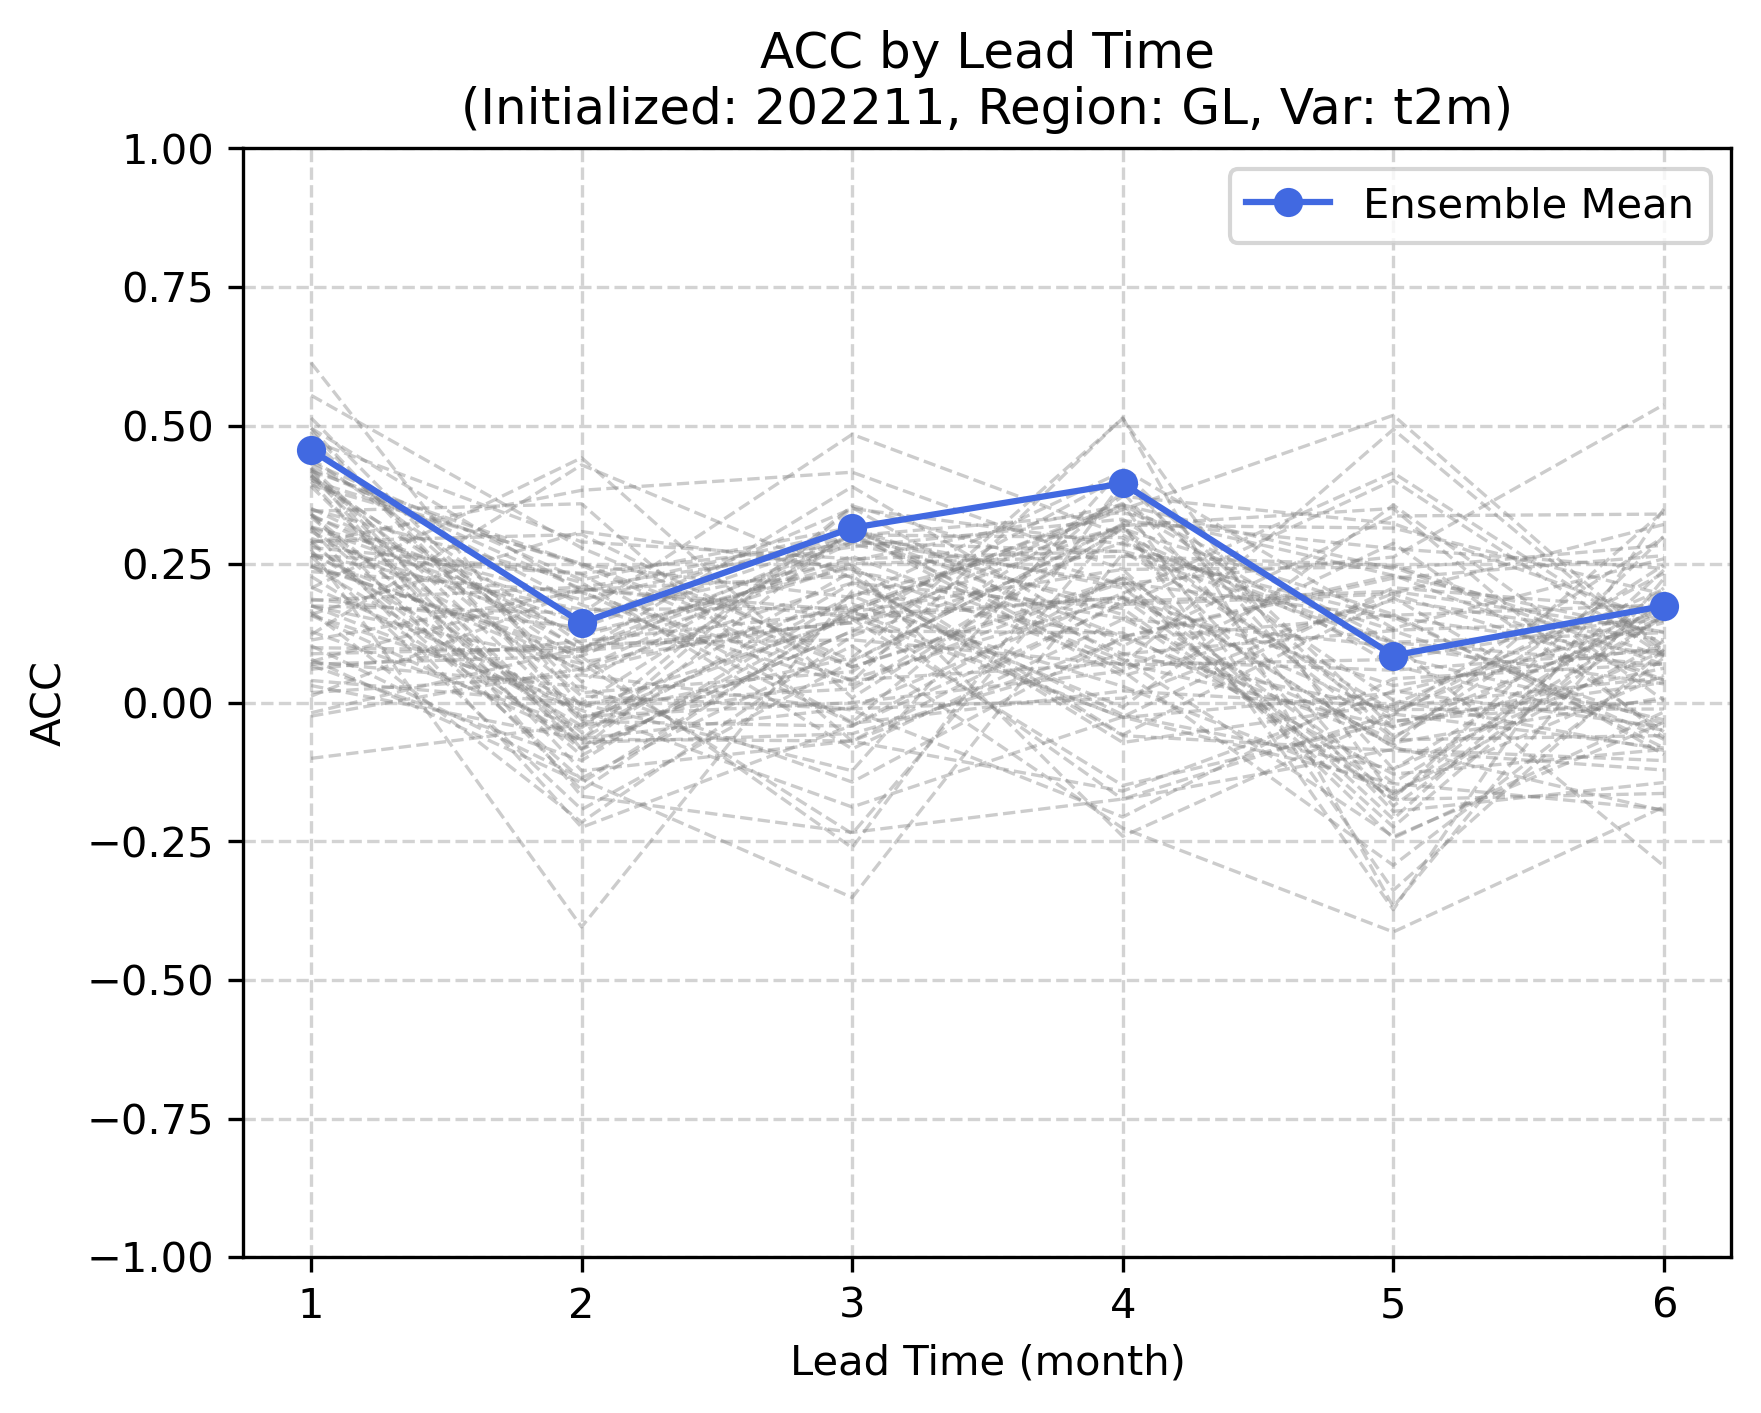 ACC by Lead Time
(Initialized: 202211, Region: GL, Var: t2m)
Ensemble Mean
1.00
0.75
0.50
0.25
0.00
−0.25
−0.50
−0.75
−1.00
ACC
1 2 3 4 5 6
Lead Time (month)